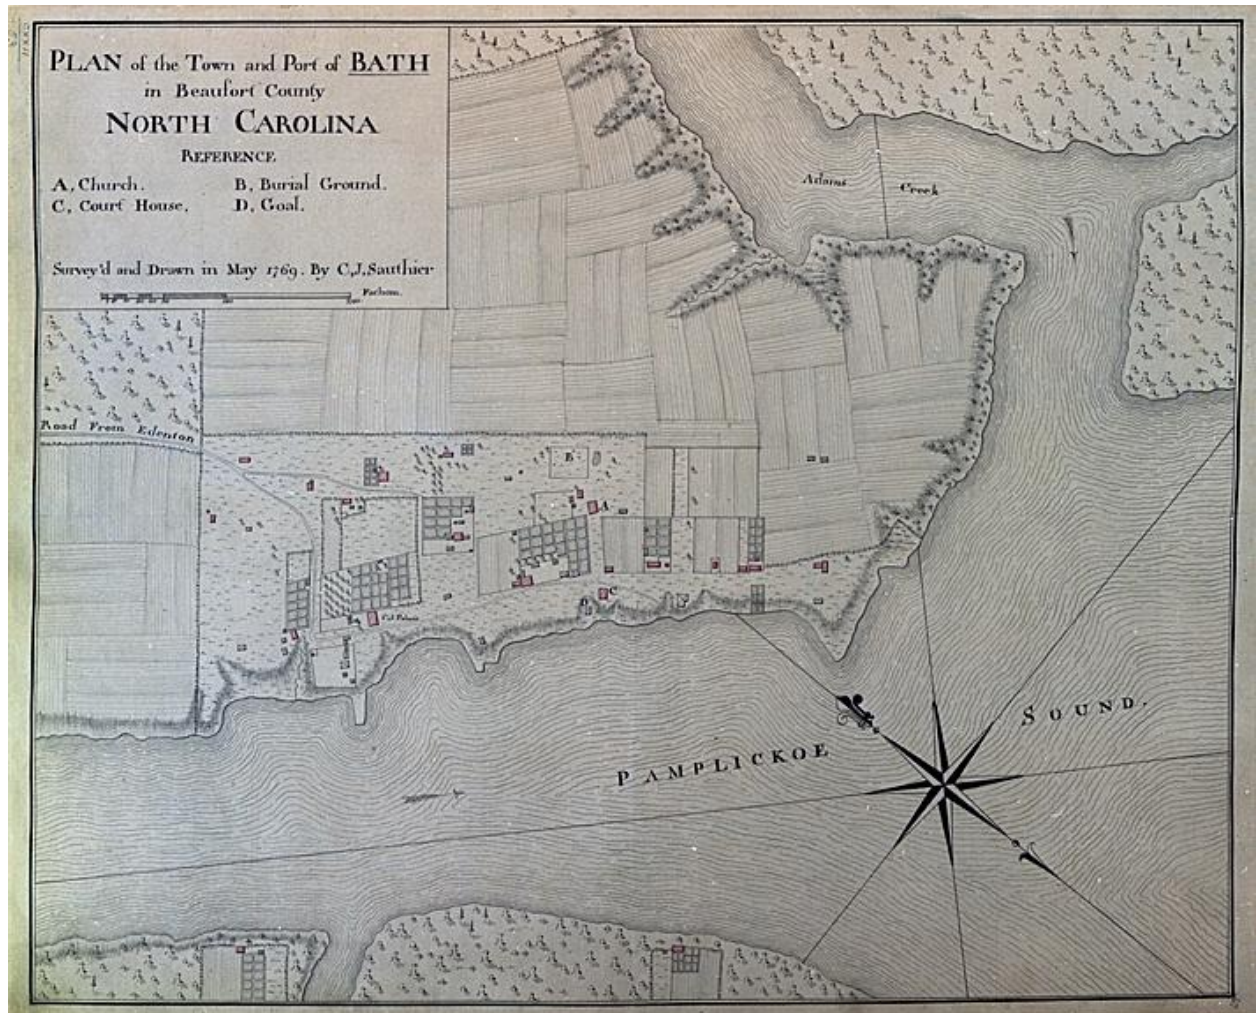 PLAN of the Town and Port of BATH
in Beaufort County
NORTH CAROLINA
REFERENCE
A, Church. B, Burial Ground.
C, Court House. D, Goal.
Survey'd and Drawn in May 1769. By C,J,Sauthier
Fathom.
Adams Creek
Road From Edenton
B
A
C
D
PAMPLICKOE SOUND.